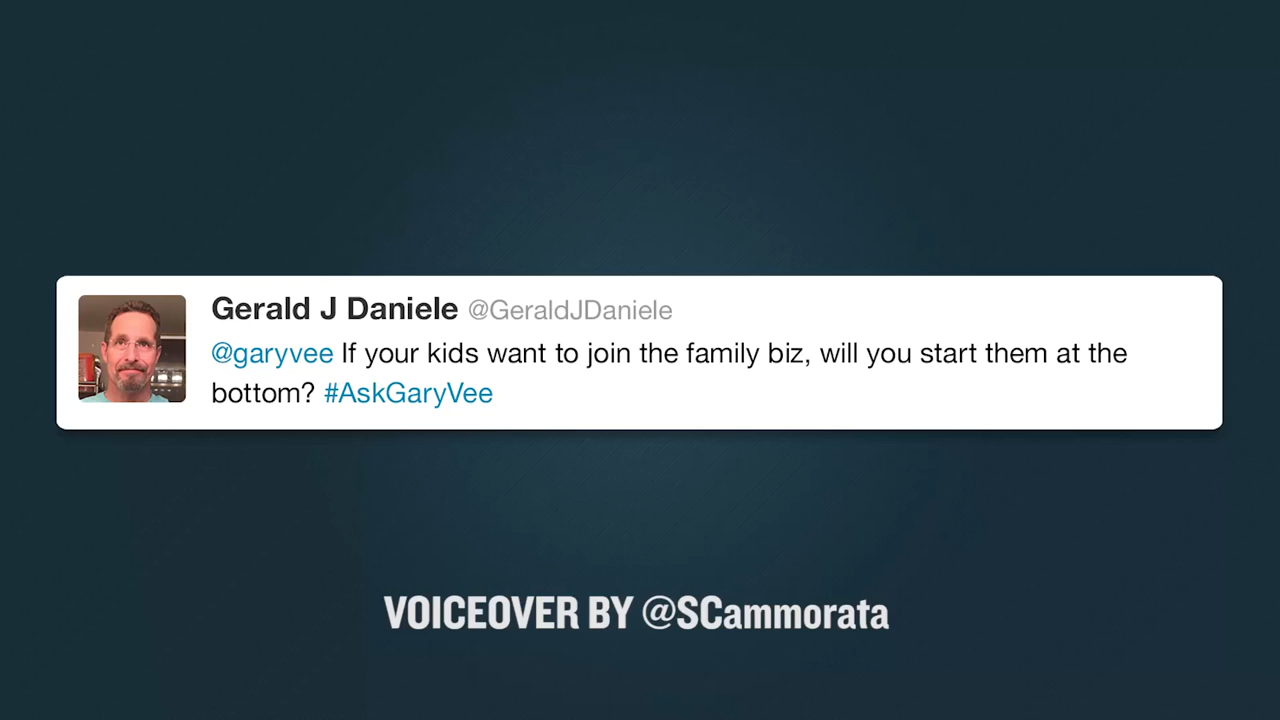 Gerald J Daniele @GeraldJDaniele
@garyvee If your kids want to join the family biz, will you start them at the
bottom? #AskGaryVee
VOICEOVER BY @SCammorata